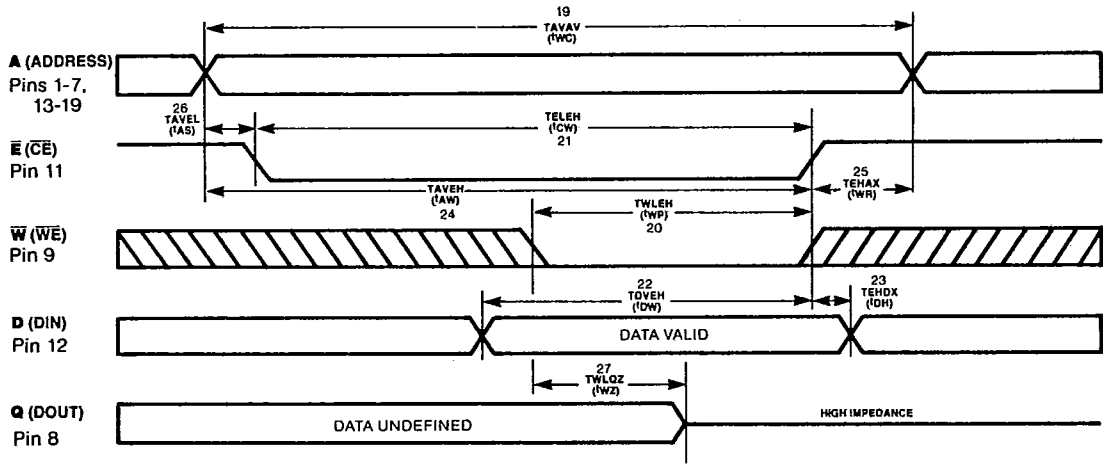 19
TAVAV
(tWC)
A (ADDRESS)
Pins 1-7,
13-19
26
TAVEL
(tAS)
TELEH
(tCW)
21
E (CE)
Pin 11
TAVEH
(tAW)
24
25
TEHAX
(tWR)
TWLEH
(tWP)
20
W (WE)
Pin 9
22
TDVEH
(tDW)
23
TEHDX
(tDH)
D (DIN)
Pin 12
DATA VALID
27
TWLQZ
(tWZ)
Q (DOUT)
Pin 8
DATA UNDEFINED
HIGH IMPEDANCE